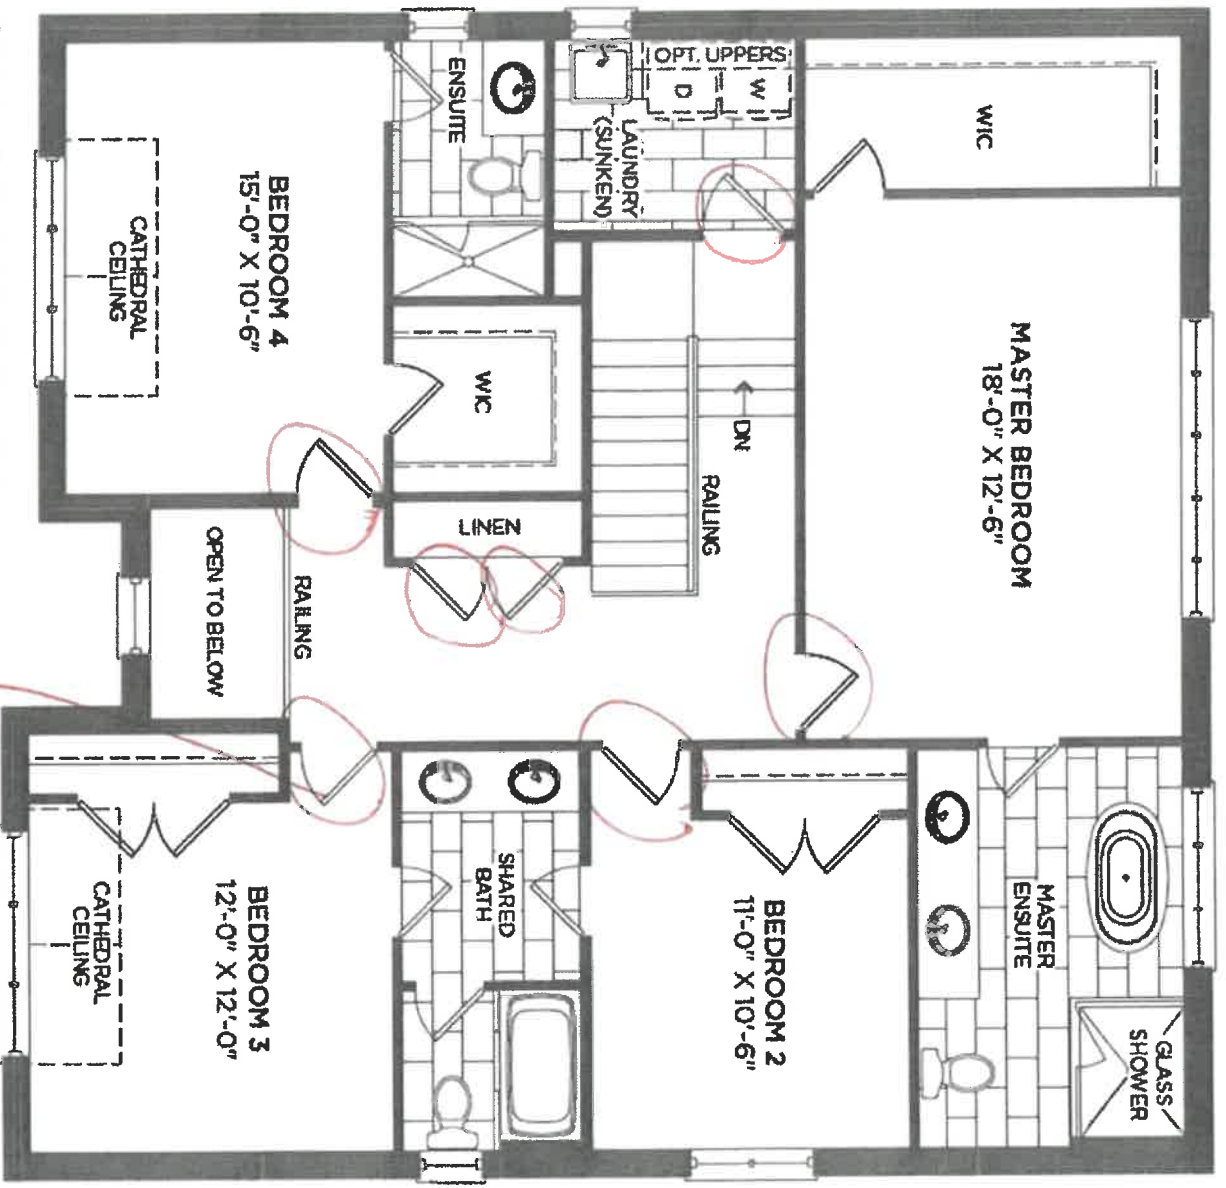 ENSUITE
OPT. UPPERS
D
W
LAUNDRY
(SUNKEN)
WIC
BEDROOM 4
15'-0" X 10'-6"
CATHEDRAL
CEILING
WIC
MASTER BEDROOM
18'-0" X 12'-6"
DN
RAILING
LINEN
OPEN TO BELOW
RAILING
SHARED
BATH
BEDROOM 3
12'-0" X 12'-0"
CATHEDRAL
CEILING
BEDROOM 2
11'-0" X 10'-6"
MASTER
ENSUITE
GLASS
SHOWER